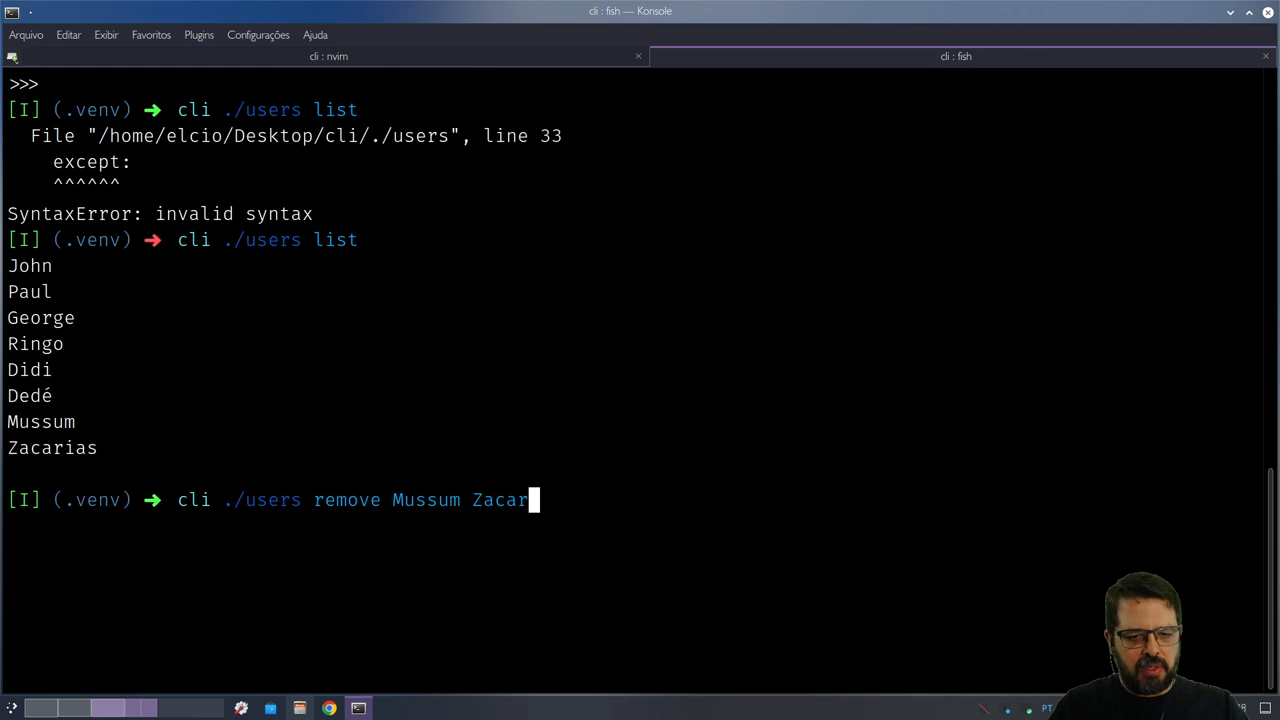 cli : fish — Konsole
Arquivo Editar Exibir Favoritos Plugins Configurações Ajuda
cli : nvim
cli : fish
>>>
[I] (.venv) ➜ cli ./users list
File "/home/elcio/Desktop/cli/./users", line 33
except:
^^^^^^
SyntaxError: invalid syntax
[I] (.venv) ➜ cli ./users list
John
Paul
George
Ringo
Didi
Dedé
Mussum
Zacarias
[I] (.venv) ➜ cli ./users remove Mussum Zacar
PT